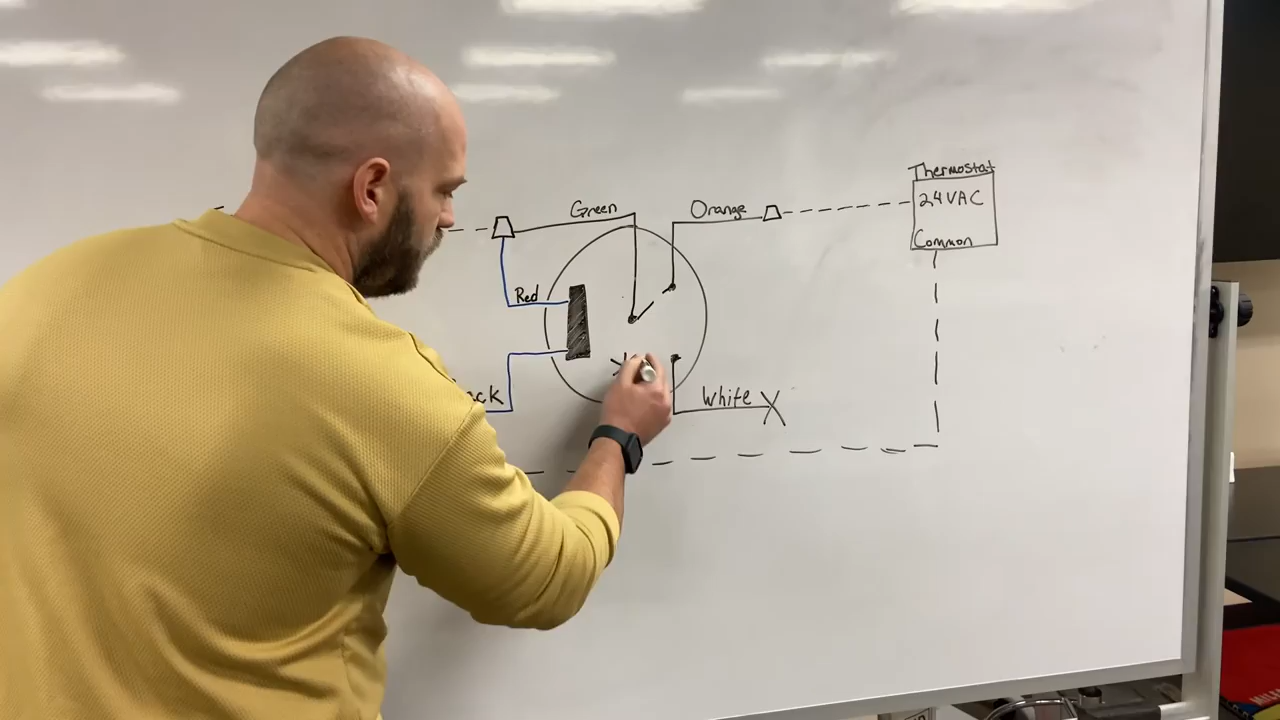 Thermostat
24VAC
Common
Green
Orange
Red
White